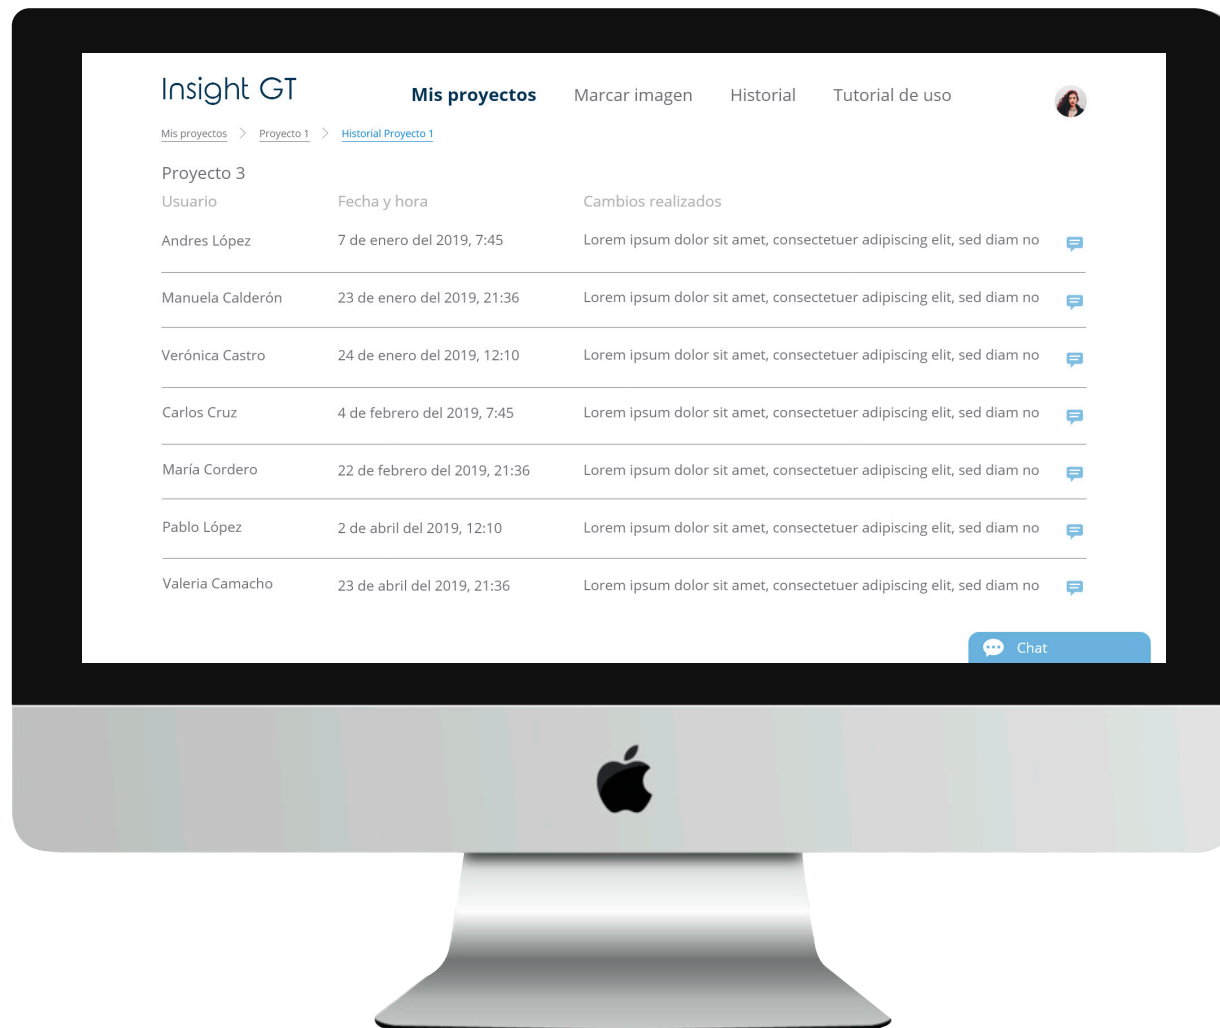 Insight GT
Mis proyectos Marcar imagen Historial Tutorial de uso
Mis proyectos Proyecto 1 Historial Proyecto 1
Proyecto 3
Usuario Fecha y hora Cambios realizados
Andres López 7 de enero del 2019, 7:45 Lorem ipsum dolor sit amet, consectetuer adipiscing elit, sed diam no
Manuela Calderón 23 de enero del 2019, 21:36 Lorem ipsum dolor sit amet, consectetuer adipiscing elit, sed diam no
Verónica Castro 24 de enero del 2019, 12:10 Lorem ipsum dolor sit amet, consectetuer adipiscing elit, sed diam no
Carlos Cruz 4 de febrero del 2019, 7:45 Lorem ipsum dolor sit amet, consectetuer adipiscing elit, sed diam no
María Cordero 22 de febrero del 2019, 21:36 Lorem ipsum dolor sit amet, consectetuer adipiscing elit, sed diam no
Pablo López 2 de abril del 2019, 12:10 Lorem ipsum dolor sit amet, consectetuer adipiscing elit, sed diam no
Valeria Camacho 23 de abril del 2019, 21:36 Lorem ipsum dolor sit amet, consectetuer adipiscing elit, sed diam no
Chat